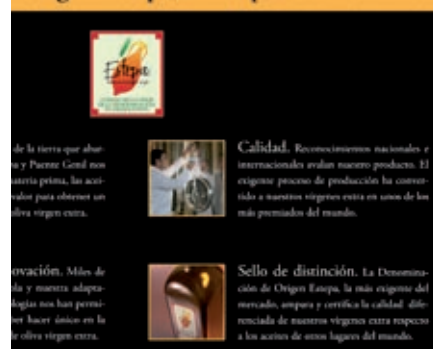 Estepa
de la tierra que abar-
y Puente Genil nos
materia prima, las acei-
valor para obtener un
oliva virgen extra.
Calidad. Reconocimientos nacionales e
internacionales avalan nuestro producto. El
exigente proceso de producción ha conver-
tido a nuestros vírgenes extra en unos de los
más premiados del mundo.
ovación. Miles de
y nuestra adapta-
logías nos han permi-
hacer único en la
de oliva virgen extra.
Sello de distinción. La Denomina-
ción de Origen Estepa, la más exigente del
mercado, ampara y certifica la calidad dife-
renciada de nuestros vírgenes extra respecto
a los aceites de otros lugares del mundo.